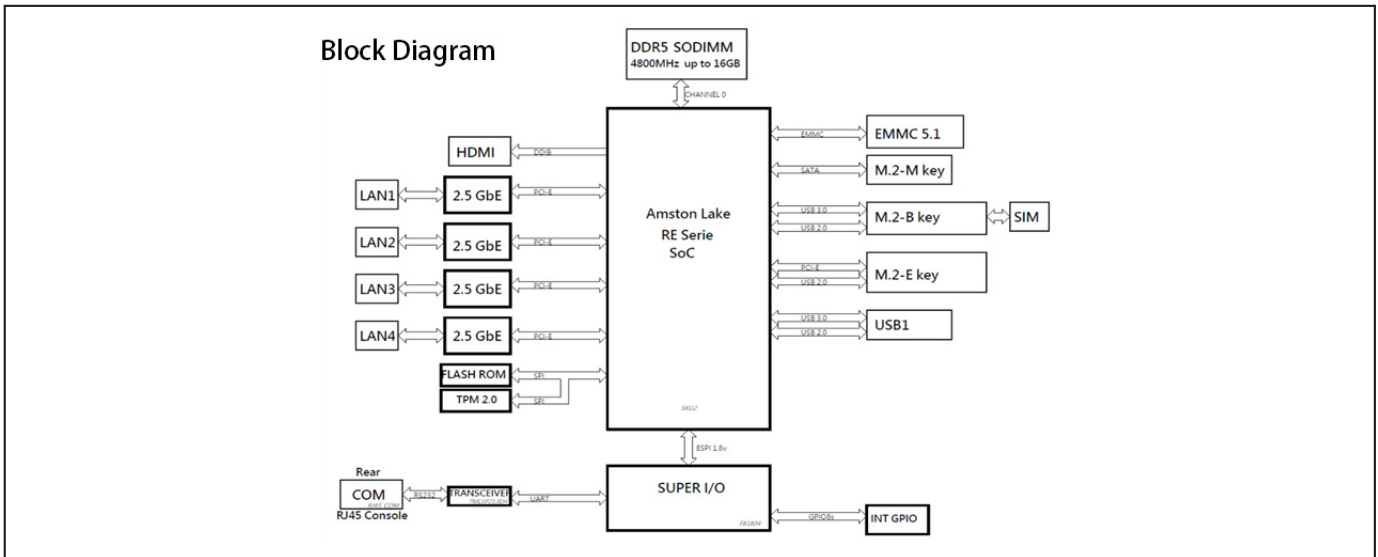 Block Diagram
DDR5 SODIMM
4800MHz up to 16GB
CHANNEL 0
HDMI
DDIB
LAN1
2.5 GbE
PCI-E
LAN2
2.5 GbE
PCI-E
LAN3
2.5 GbE
PCI-E
LAN4
2.5 GbE
PCI-E
FLASH ROM
SPI
TPM 2.0
SPI
Amston Lake
RE Serie
SoC
SKU2
EMMC
EMMC 5.1
SATA
M.2-M key
USB 3.0
USB 2.0
M.2-B key
SIM
PCI-E
USB 2.0
M.2-E key
USB 3.0
USB 2.0
USB1
ESPI 1.8v
Rear
COM
RJ45 COM
RJ45 Console
RS232
TRANSCEIVER
UART
SUPER I/O
F81804
GPIO8s
INT GPIO